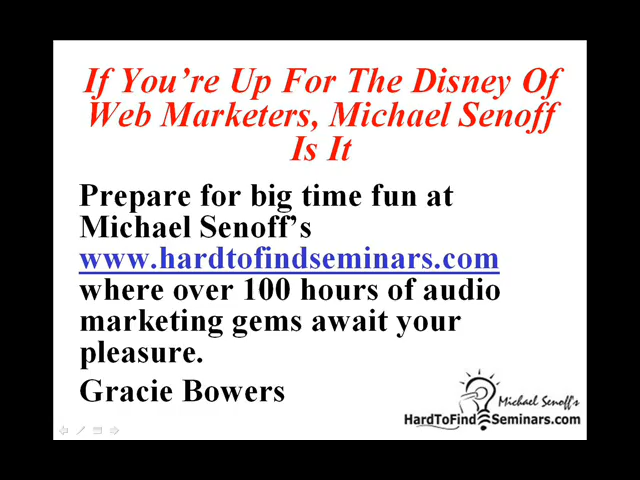 If You're Up For The Disney Of
Web Marketers, Michael Senoff
Is It
Prepare for big time fun at
Michael Senoff's
www.hardtofindseminars.com
where over 100 hours of audio
marketing gems await your
pleasure.
Gracie Bowers
Michael Senoff's
HardToFindSeminars.com